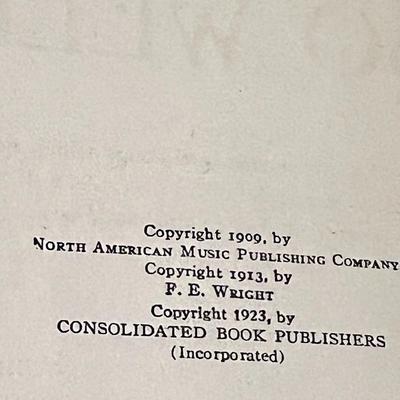 Copyright 1909, by
North American Music Publishing Company
Copyright 1913, by
F. E. Wright
Copyright 1923, by
CONSOLIDATED BOOK PUBLISHERS
(Incorporated)